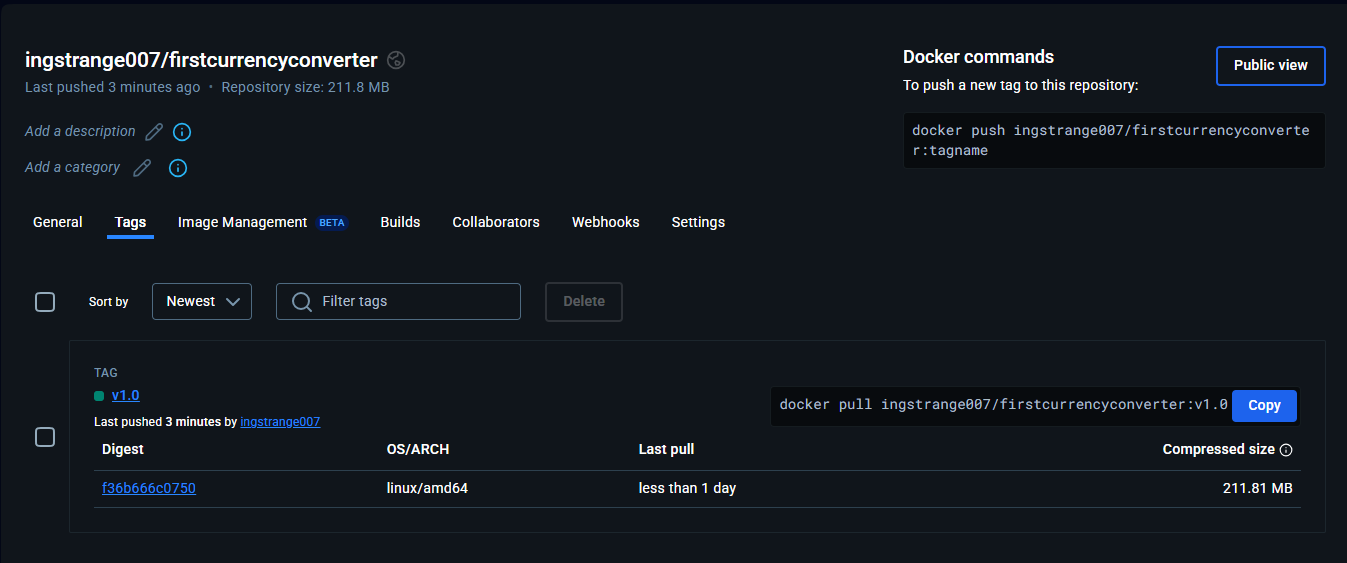 ingstrange007/firstcurrencyconverter
Last pushed 3 minutes ago • Repository size: 211.8 MB
Add a description
Add a category
Docker commands
To push a new tag to this repository:
Public view
docker push ingstrange007/firstcurrencyconverte
r:tagname
General Tags Image Management BETA Builds Collaborators Webhooks Settings
Sort by Newest Filter tags Delete
TAG
v1.0
Last pushed 3 minutes by ingstrange007
docker pull ingstrange007/firstcurrencyconverter:v1.0 Copy
Digest OS/ARCH Last pull Compressed size
f36b666c0750 linux/amd64 less than 1 day 211.81 MB